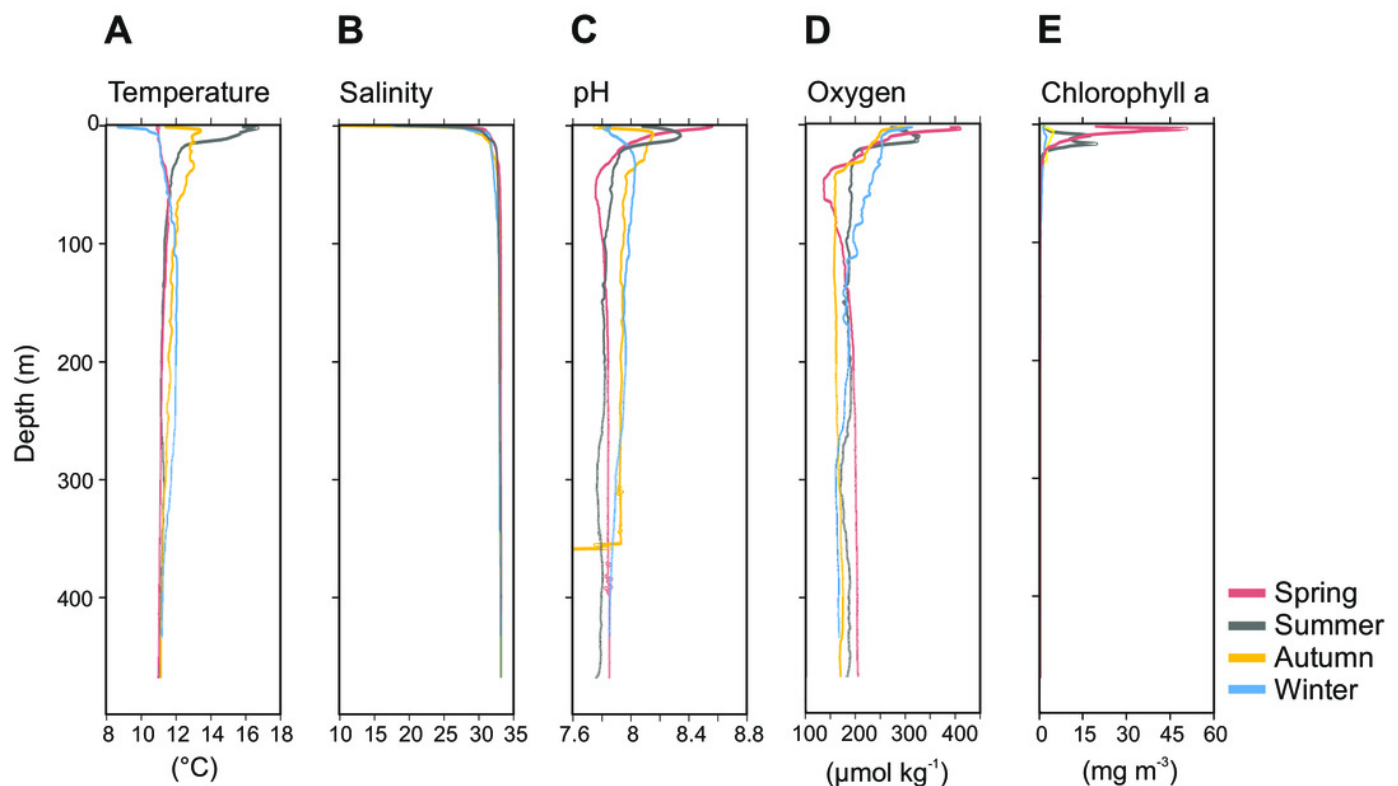 A B C D E
Temperature Salinity pH Oxygen Chlorophyll a
0
100
200
300
400
Depth (m)
Spring
Summer
Autumn
Winter
8 10 12 14 16 18 10 15 20 25 30 35 7.6 8 8.4 8.8 100 200 300 400 0 15 30 45 60
(°C) (µmol kg-1) (mg m-3)